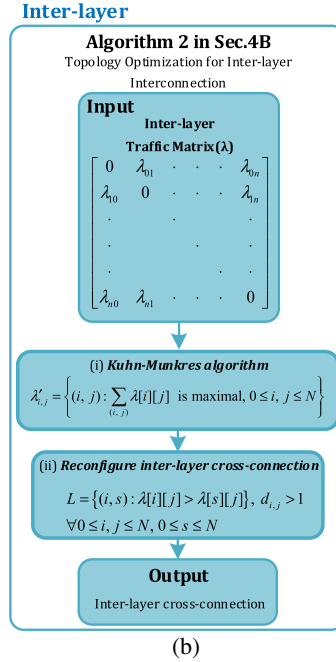 Inter-layer
Algorithm 2 in Sec.4B
Topology Optimization for Inter-layer
Interconnection
Input
Inter-layer
Traffic Matrix(λ)
0 λ01 · · · λ0n
λ10 0 · · · λ1n
· · ·
· · ·
· · ·
λn0 λn1 · · · 0
(i) Kuhn-Munkres algorithm
λ′i,j = {(i, j): ∑(i, j) λ[i][j] is maximal, 0 ≤ i, j ≤ N}
(ii) Reconfigure inter-layer cross-connection
L = {(i,s): λ[i][j] > λ[s][j]}, di,j > 1
∀0 ≤ i, j ≤ N, 0 ≤ s ≤ N
Output
Inter-layer cross-connection
(b)